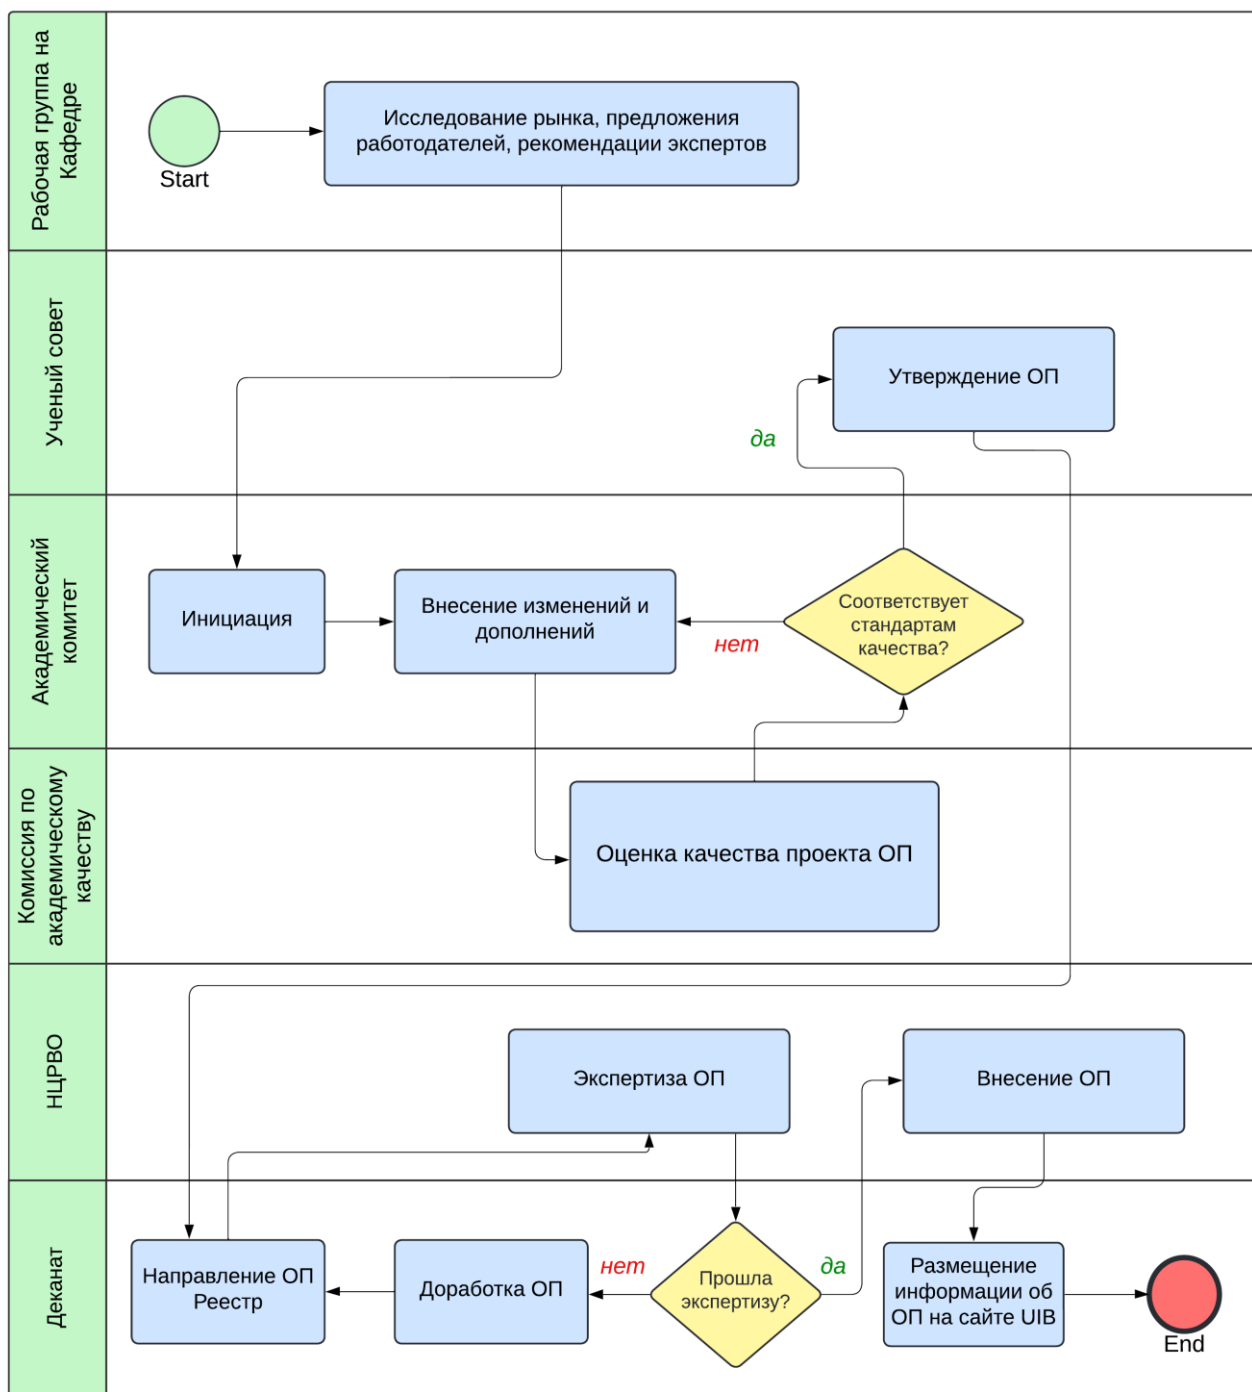 Рабочая группа на
Кафедре
Start
Исследование рынка, предложения
работодателей, рекомендации экспертов
Ученый совет
Утверждение ОП
да
Академический
комитет
Инициация
Внесение изменений и
дополнений
нет
Соответствует
стандартам
качества?
Комиссия по
академическому
качеству
Оценка качества проекта ОП
НЦРВО
Экспертиза ОП
Внесение ОП
Деканат
Направление ОП
Реестр
Доработка ОП
нет
Прошла
экспертизу?
да
Размещение
информации об
ОП на сайте UIB
End